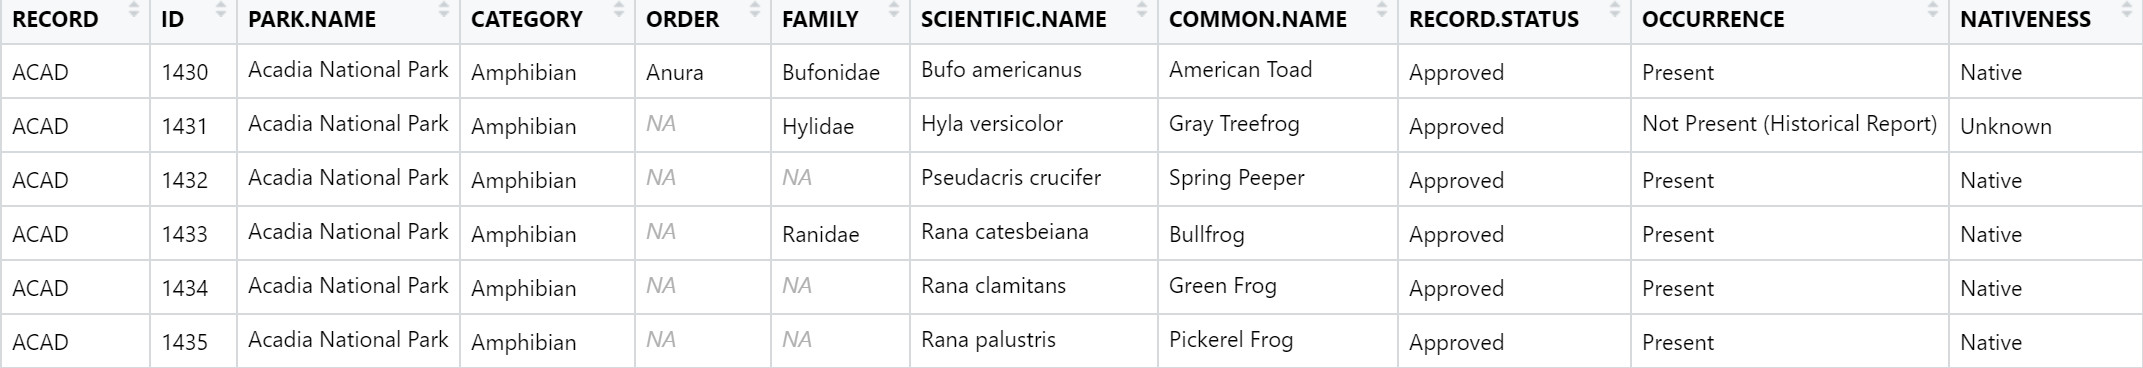 RECORD ID PARK.NAME CATEGORY ORDER FAMILY SCIENTIFIC.NAME COMMON.NAME RECORD.STATUS OCCURRENCE NATIVENESS
ACAD 1430 Acadia National Park Amphibian Anura Bufonidae Bufo americanus American Toad Approved Present Native
ACAD 1431 Acadia National Park Amphibian NA Hylidae Hyla versicolor Gray Treefrog Approved Not Present (Historical Report) Unknown
ACAD 1432 Acadia National Park Amphibian NA NA Pseudacris crucifer Spring Peeper Approved Present Native
ACAD 1433 Acadia National Park Amphibian NA Ranidae Rana catesbeiana Bullfrog Approved Present Native
ACAD 1434 Acadia National Park Amphibian NA NA Rana clamitans Green Frog Approved Present Native
ACAD 1435 Acadia National Park Amphibian NA NA Rana palustris Pickerel Frog Approved Present Native